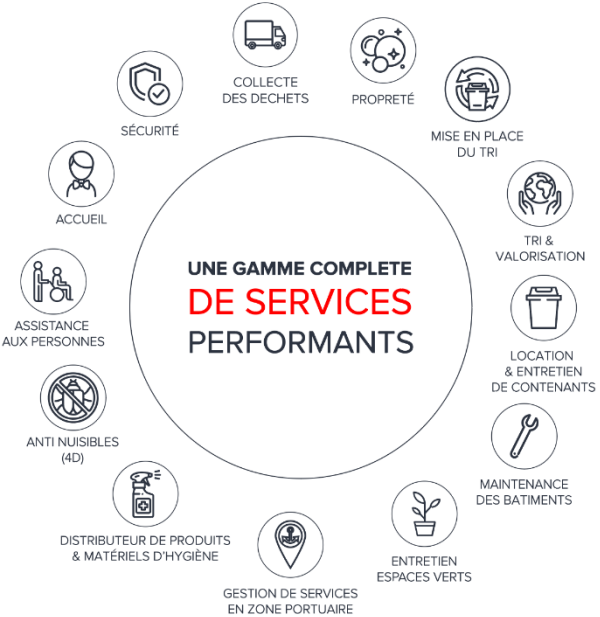 UNE GAMME COMPLETE
DE SERVICES
PERFORMANTS
COLLECTE
DES DECHETS
PROPRETÉ
MISE EN PLACE
DU TRI
TRI &
VALORISATION
LOCATION
& ENTRETIEN
DE CONTENANTS
MAINTENANCE
DES BATIMENTS
ENTRETIEN
ESPACES VERTS
GESTION DE SERVICES
EN ZONE PORTUAIRE
DISTRIBUTEUR DE PRODUITS
& MATÉRIELS D'HYGIÈNE
ANTI NUISIBLES
(4D)
ASSISTANCE
AUX PERSONNES
ACCUEIL
SÉCURITÉ